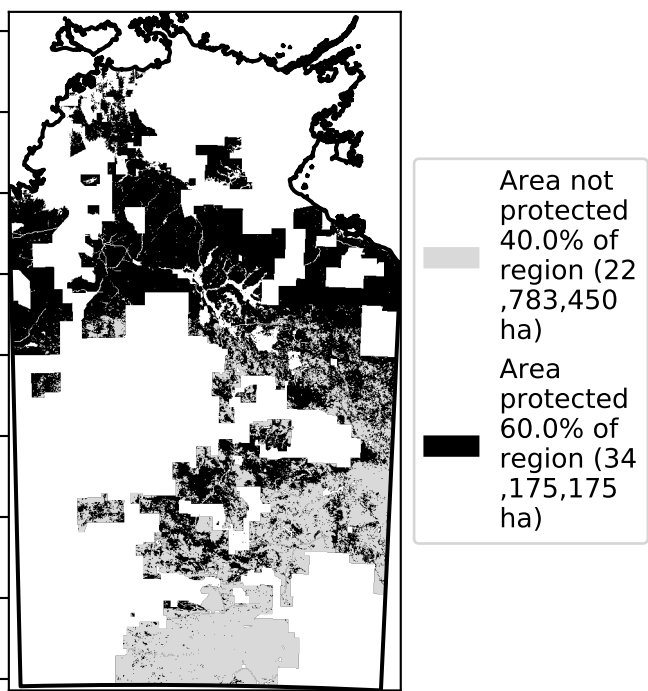 Area not
protected
40.0% of
region (22
,783,450
ha)
Area
protected
60.0% of
region (34
,175,175
ha)